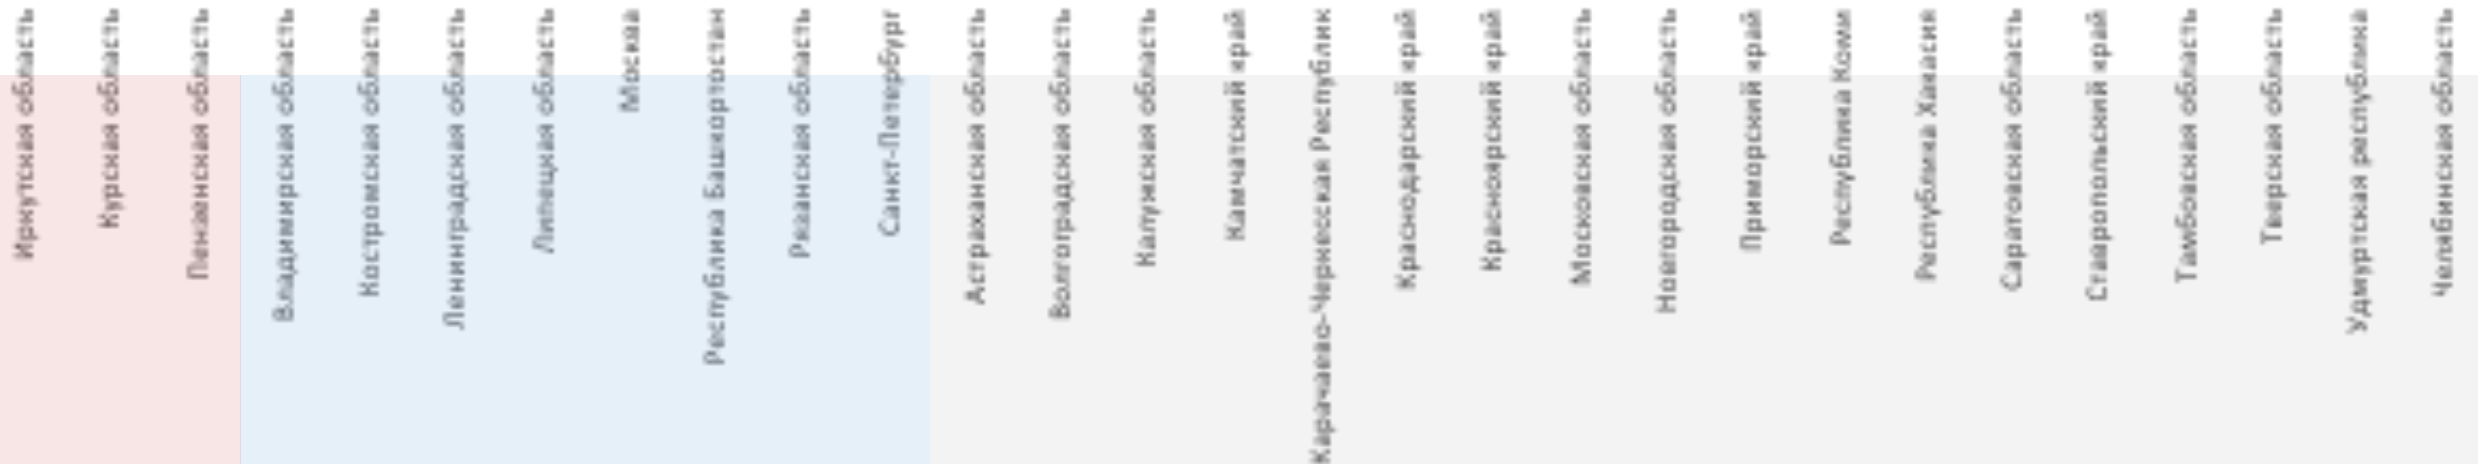 Иркутская область
Курская область
Пензенская область
Владимирская область
Костромская область
Ленинградская область
Липецкая область
Москва
Республика Башкортостан
Рязанская область
Санкт-Петербург
Астраханская область
Волгоградская область
Калужская область
Камчатский край
Карачаево-Черкесская Республик
Краснодарский край
Красноярский край
Московская область
Новгородская область
Приморский край
Республика Коми
Республика Хакасия
Саратовская область
Ставропольский край
Тамбовская область
Тверская область
Удмуртская республика
Челябинская область